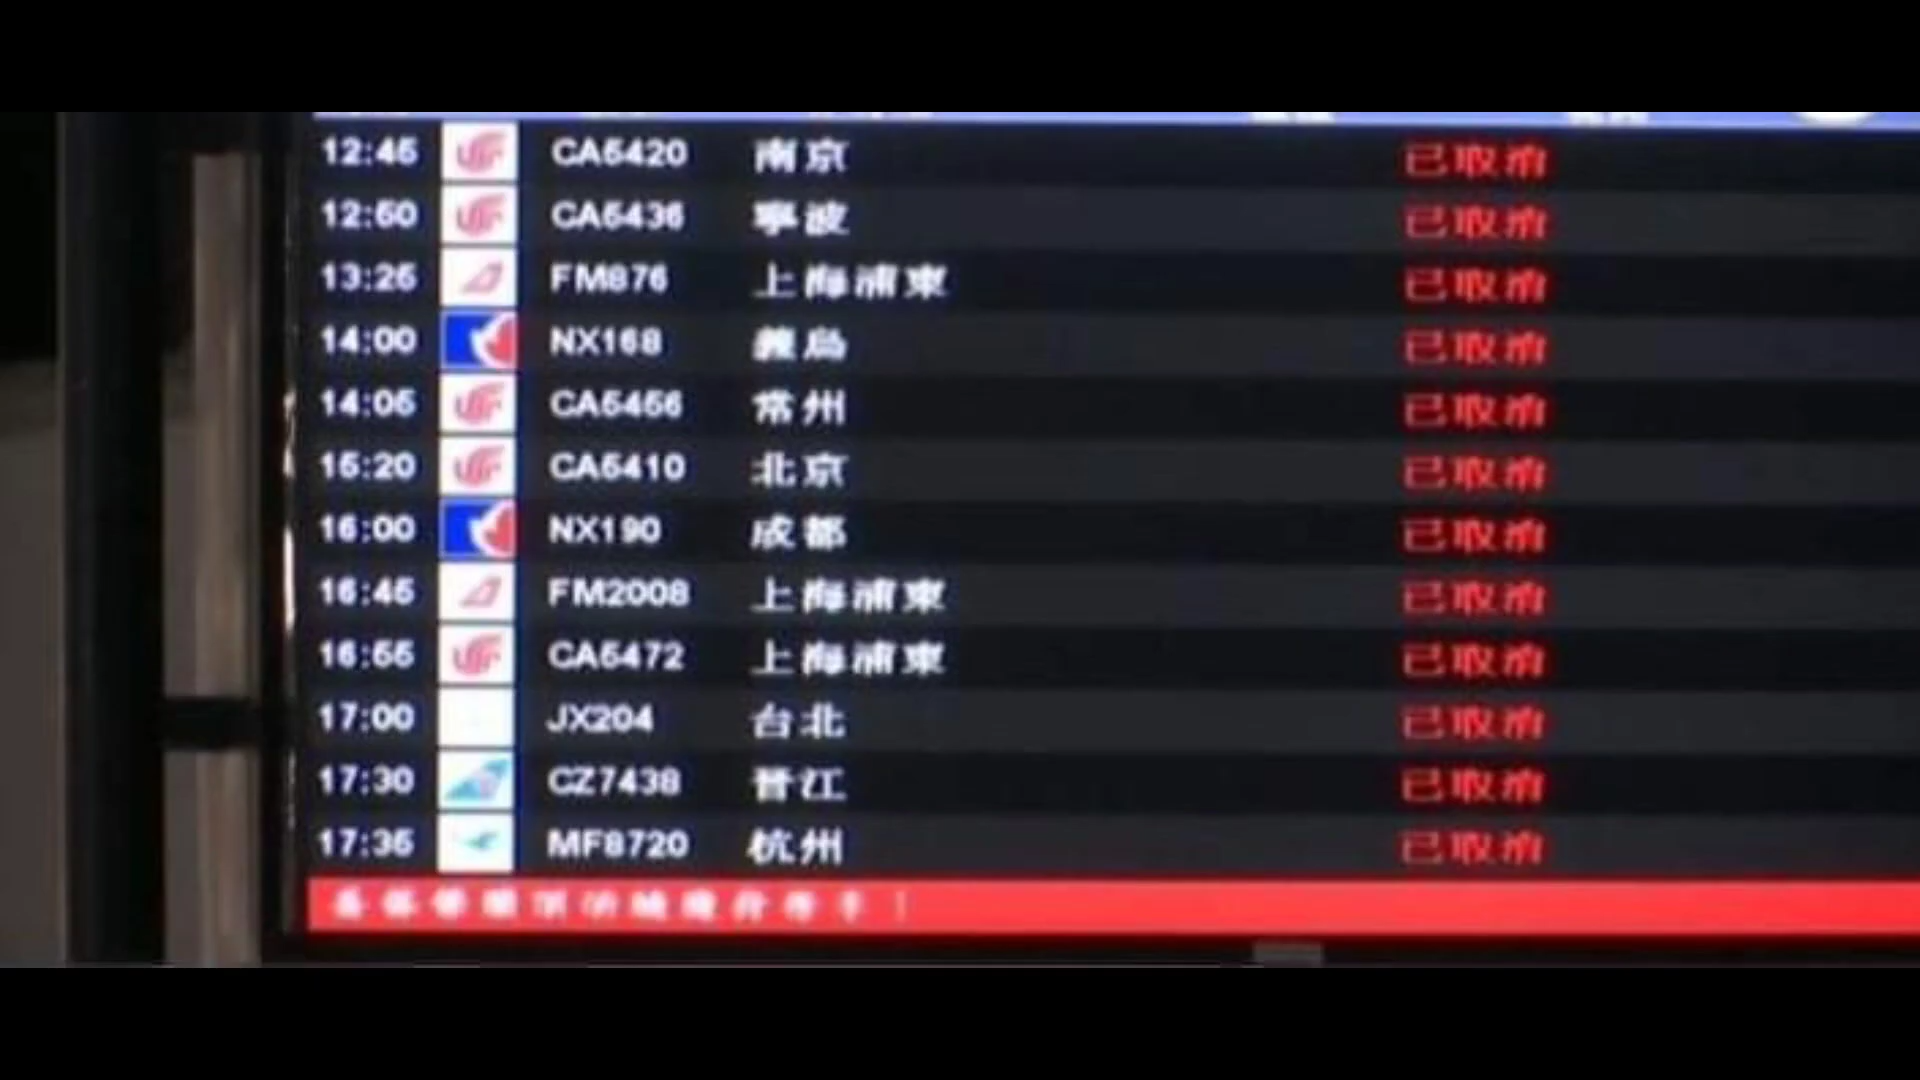 12:45 CA5420 南京 已取消
12:50 CA5436 寧波 已取消
13:25 FM876 上海浦東 已取消
14:00 NX168 義烏 已取消
14:05 CA5456 常州 已取消
15:20 CA5410 北京 已取消
16:00 NX190 成都 已取消
16:45 FM2008 上海浦東 已取消
16:55 CA5472 上海浦東 已取消
17:00 JX204 台北 已取消
17:30 CZ7438 晋江 已取消
17:35 MF8720 杭州 已取消